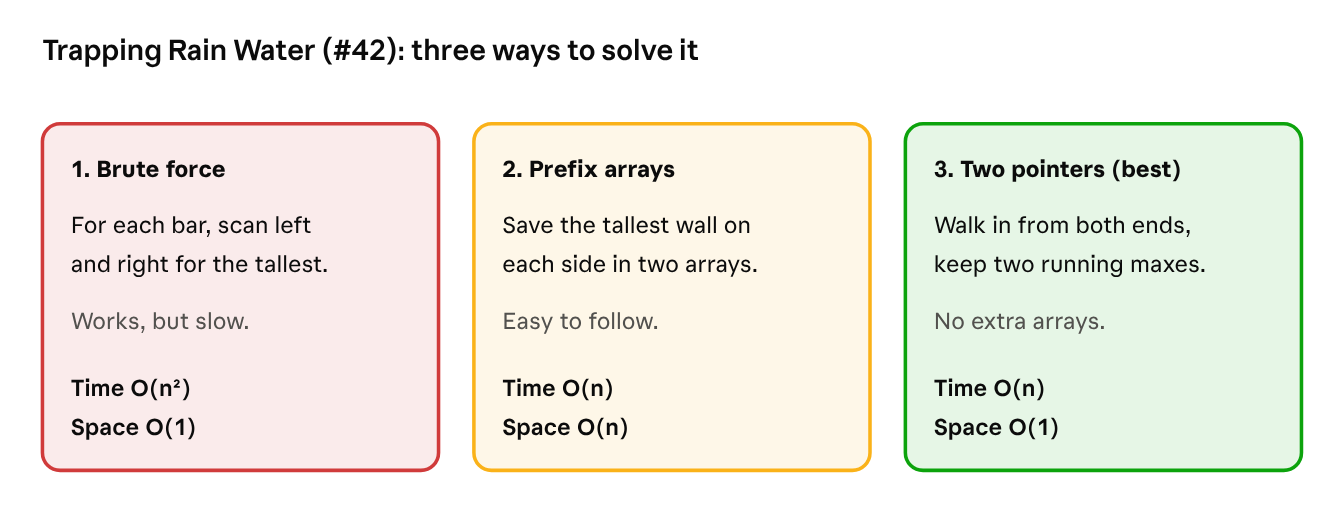 Trapping Rain Water (#42): three ways to solve it
1. Brute force
For each bar, scan left
and right for the tallest.
Works, but slow.
Time O(n²)
Space O(1)
2. Prefix arrays
Save the tallest wall on
each side in two arrays.
Easy to follow.
Time O(n)
Space O(n)
3. Two pointers (best)
Walk in from both ends,
keep two running maxes.
No extra arrays.
Time O(n)
Space O(1)